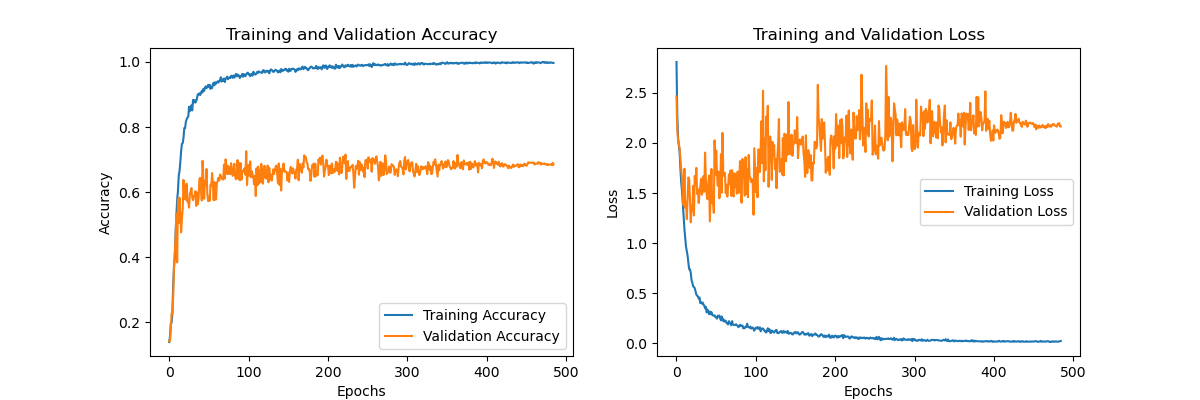 Training and Validation Accuracy
1.0
0.8
0.6
0.4
0.2
Accuracy
0
100
200
300
400
500
Epochs
Training Accuracy
Validation Accuracy
Training and Validation Loss
2.5
2.0
1.5
1.0
0.5
0.0
Loss
0
100
200
300
400
500
Epochs
Training Loss
Validation Loss